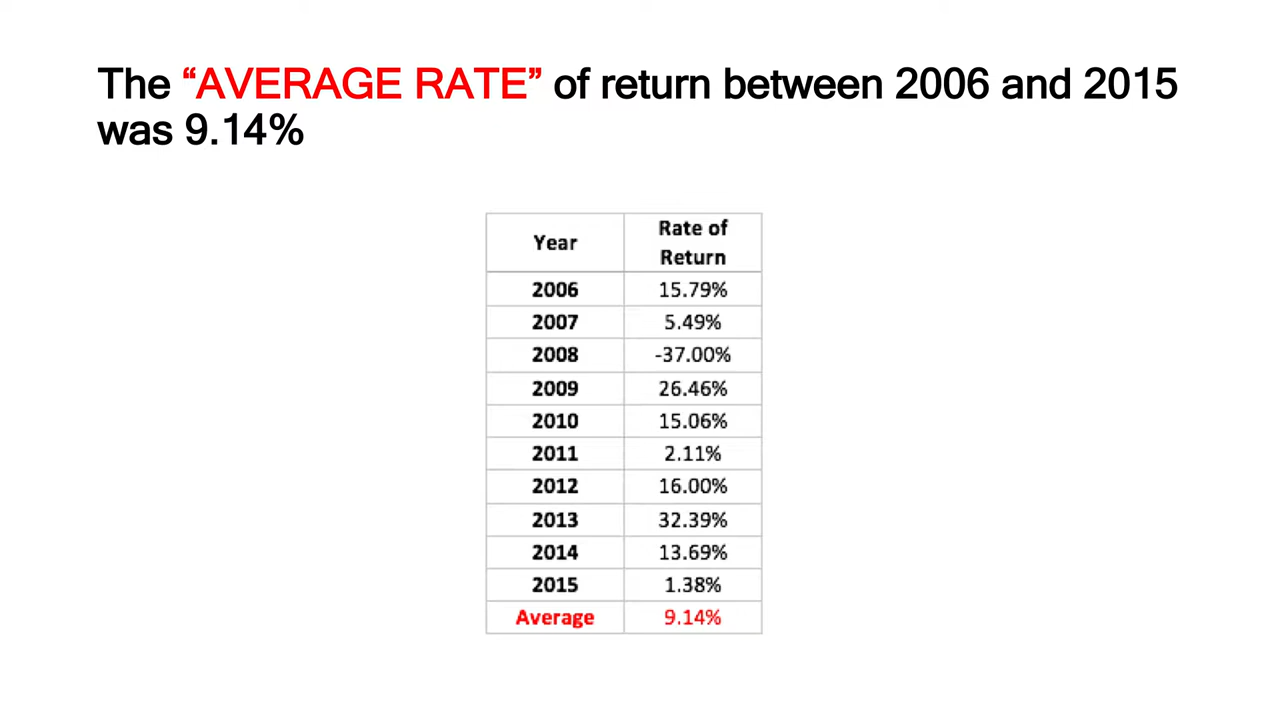 The “AVERAGE RATE” of return between 2006 and 2015
was 9.14%
Year Rate of Return
2006 15.79%
2007 5.49%
2008 -37.00%
2009 26.46%
2010 15.06%
2011 2.11%
2012 16.00%
2013 32.39%
2014 13.69%
2015 1.38%
Average 9.14%